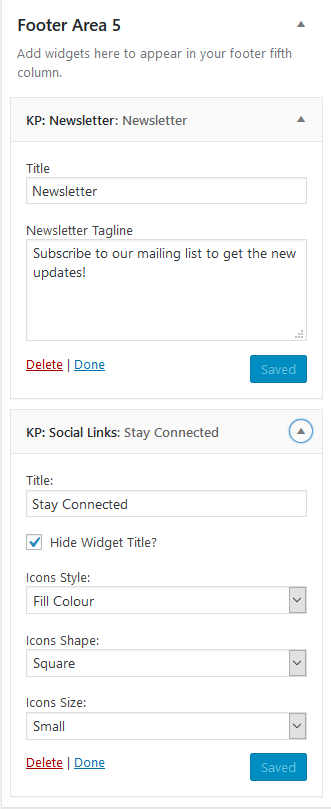 Footer Area 5
Add widgets here to appear in your footer fifth
column.
KP: Newsletter: Newsletter
Title
Newsletter
Newsletter Tagline
Subscribe to our mailing list to get the new
updates!
Delete | Done
Saved
KP: Social Links: Stay Connected
Title:
Stay Connected
Hide Widget Title?
Icons Style:
Fill Colour
Icons Shape:
Square
Icons Size:
Small
Delete | Done
Saved